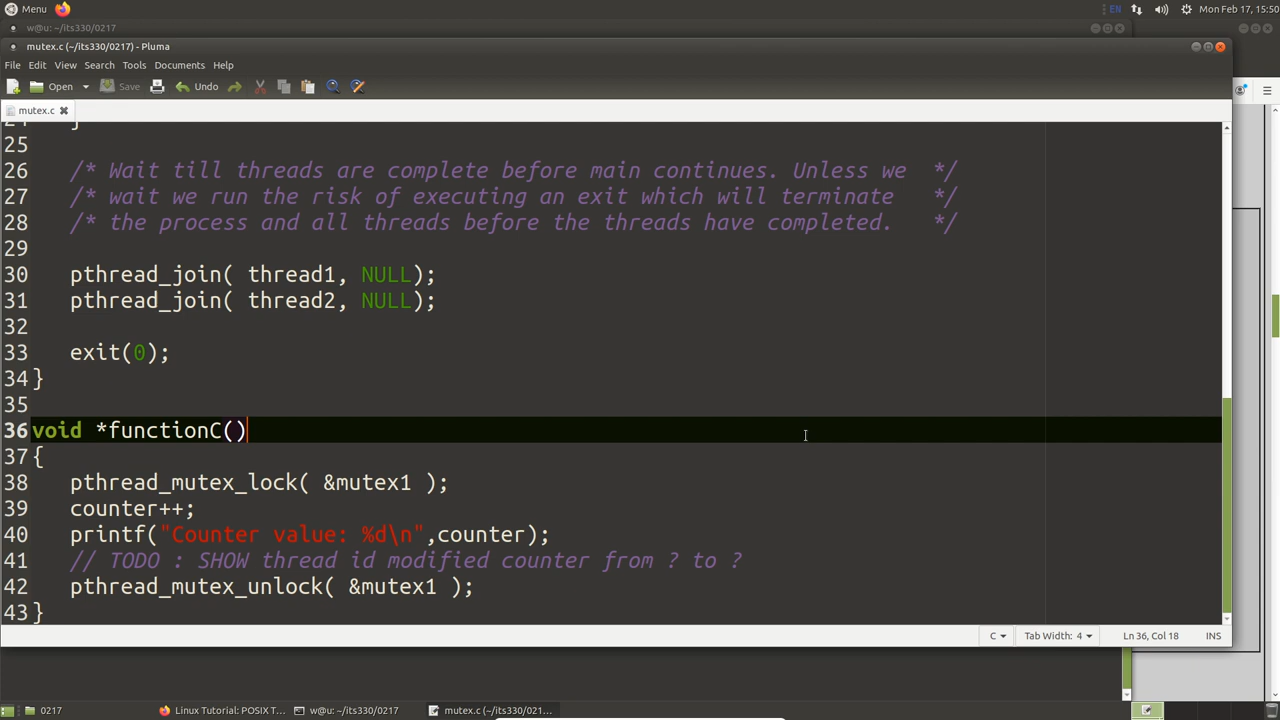 Menu EN Mon Feb 17, 15:50
w@u: ~/its330/0217
mutex.c (~/its330/0217) - Pluma
File Edit View Search Tools Documents Help
Open Save Undo
mutex.c
25
26 /* Wait till threads are complete before main continues. Unless we */
27 /* wait we run the risk of executing an exit which will terminate */
28 /* the process and all threads before the threads have completed. */
29
30 pthread_join( thread1, NULL);
31 pthread_join( thread2, NULL);
32
33 exit(0);
34 }
35
36 void *functionC()
37 {
38 pthread_mutex_lock( &mutex1 );
39 counter++;
40 printf("Counter value: %d\n",counter);
41 // TODO : SHOW thread id modified counter from ? to ?
42 pthread_mutex_unlock( &mutex1 );
43 }
C Tab Width: 4 Ln 36, Col 18 INS
0217 Linux Tutorial: POSIX T... w@u: ~/its330/0217 mutex.c (~/its330/021...